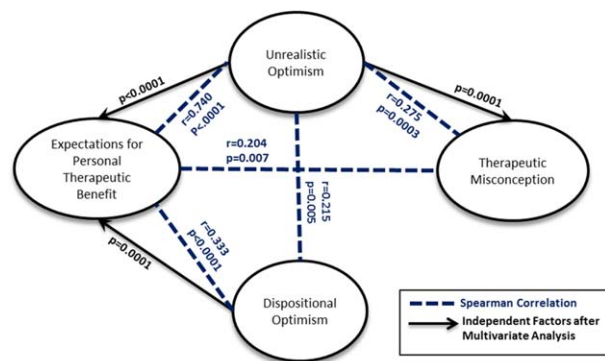 Unrealistic
Optimism
p<0.0001
r=0.740
P<.0001
r=0.275
p=0.0003
p=0.0001
Expectations for
Personal
Therapeutic
Benefit
r=0.204
p=0.007
Therapeutic
Misconception
r=0.215
p=0.005
r=0.333
p<0.0001
p=0.0001
Dispositional
Optimism
Spearman Correlation
Independent Factors after
Multivariate Analysis